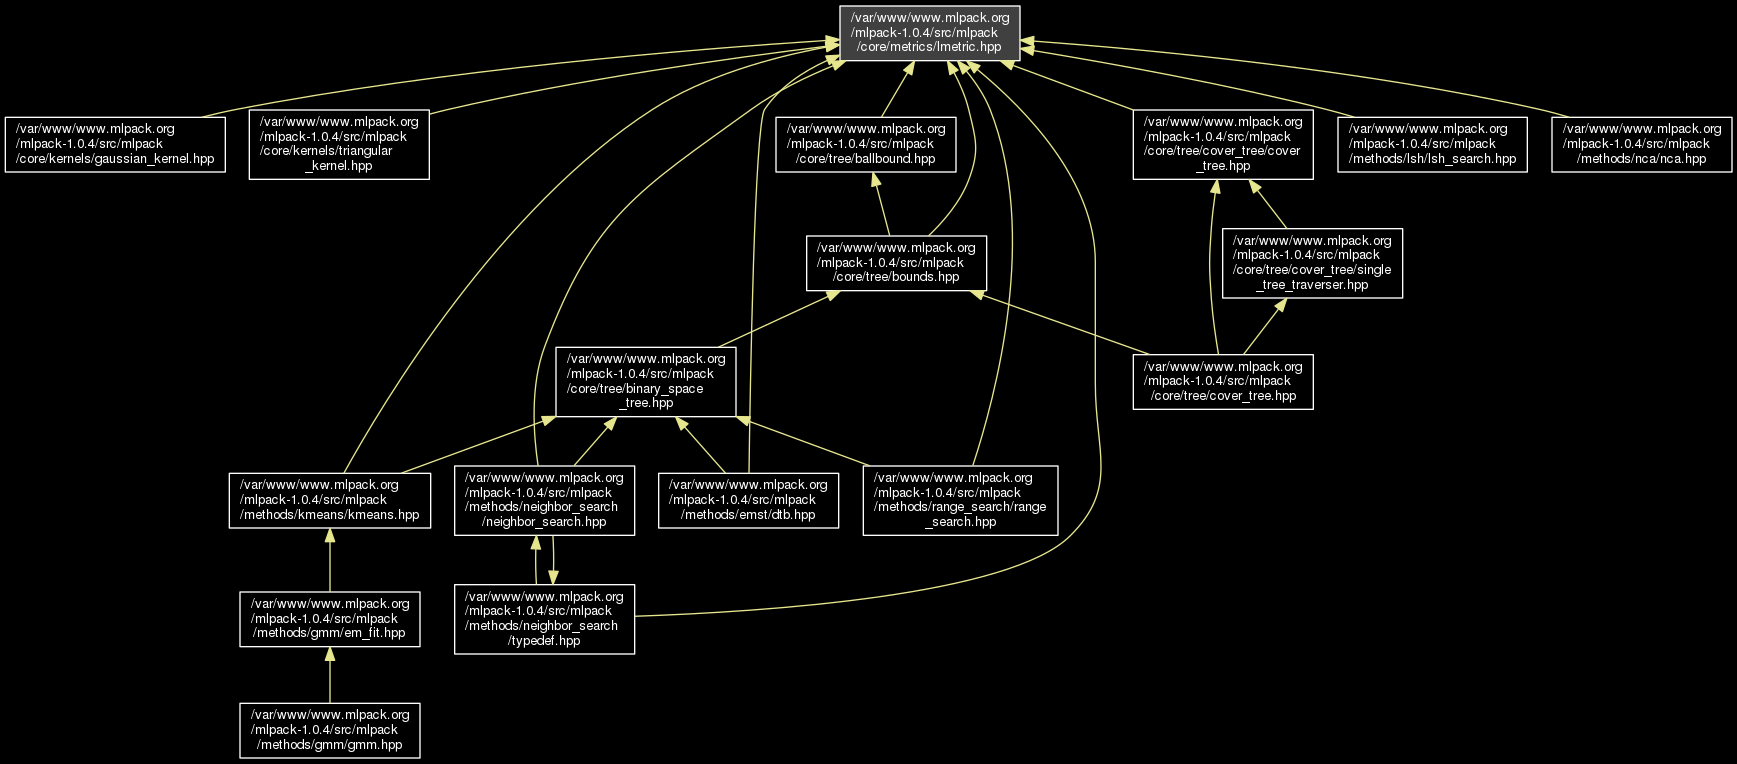 /var/www/www.mlpack.org
/mlpack-1.0.4/src/mlpack
/core/metrics/lmetric.hpp
/var/www/www.mlpack.org
/mlpack-1.0.4/src/mlpack
/core/kernels/gaussian_kernel.hpp
/var/www/www.mlpack.org
/mlpack-1.0.4/src/mlpack
/core/kernels/triangular
_kernel.hpp
/var/www/www.mlpack.org
/mlpack-1.0.4/src/mlpack
/core/tree/ballbound.hpp
/var/www/www.mlpack.org
/mlpack-1.0.4/src/mlpack
/core/tree/cover_tree/cover
_tree.hpp
/var/www/www.mlpack.org
/mlpack-1.0.4/src/mlpack
/methods/lsh/lsh_search.hpp
/var/www/www.mlpack.org
/mlpack-1.0.4/src/mlpack
/methods/nca/nca.hpp
/var/www/www.mlpack.org
/mlpack-1.0.4/src/mlpack
/core/tree/bounds.hpp
/var/www/www.mlpack.org
/mlpack-1.0.4/src/mlpack
/core/tree/cover_tree/single
_tree_traverser.hpp
/var/www/www.mlpack.org
/mlpack-1.0.4/src/mlpack
/core/tree/binary_space
_tree.hpp
/var/www/www.mlpack.org
/mlpack-1.0.4/src/mlpack
/core/tree/cover_tree.hpp
/var/www/www.mlpack.org
/mlpack-1.0.4/src/mlpack
/methods/kmeans/kmeans.hpp
/var/www/www.mlpack.org
/mlpack-1.0.4/src/mlpack
/methods/neighbor_search
/neighbor_search.hpp
/var/www/www.mlpack.org
/mlpack-1.0.4/src/mlpack
/methods/emst/dtb.hpp
/var/www/www.mlpack.org
/mlpack-1.0.4/src/mlpack
/methods/range_search/range
_search.hpp
/var/www/www.mlpack.org
/mlpack-1.0.4/src/mlpack
/methods/gmm/em_fit.hpp
/var/www/www.mlpack.org
/mlpack-1.0.4/src/mlpack
/methods/neighbor_search
/typedef.hpp
/var/www/www.mlpack.org
/mlpack-1.0.4/src/mlpack
/methods/gmm/gmm.hpp